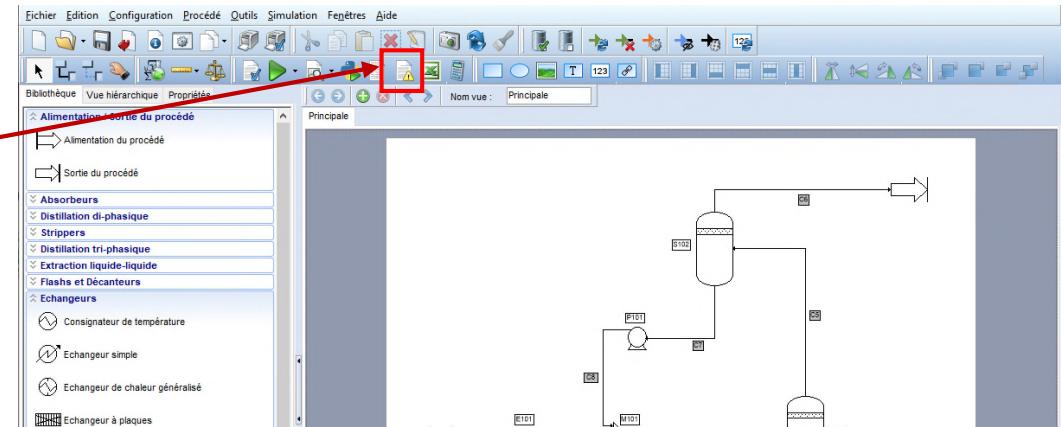 Fichier Edition Configuration Procédé Outils Simulation Fenêtres Aide
123
T 123
Bibliothèque Vue hiérarchique Propriétés
Nom vue : Principale
Principale
Alimentation / Sortie du procédé
Alimentation du procédé
Sortie du procédé
Absorbeurs
Distillation di-phasique
Strippers
Distillation tri-phasique
Extraction liquide-liquide
Flashs et Décanteurs
Echangeurs
Consignateur de température
Echangeur simple
Echangeur de chaleur généralisé
Echangeur à plaques
C6
S102
P101
C5
C7
C8
E101
M101